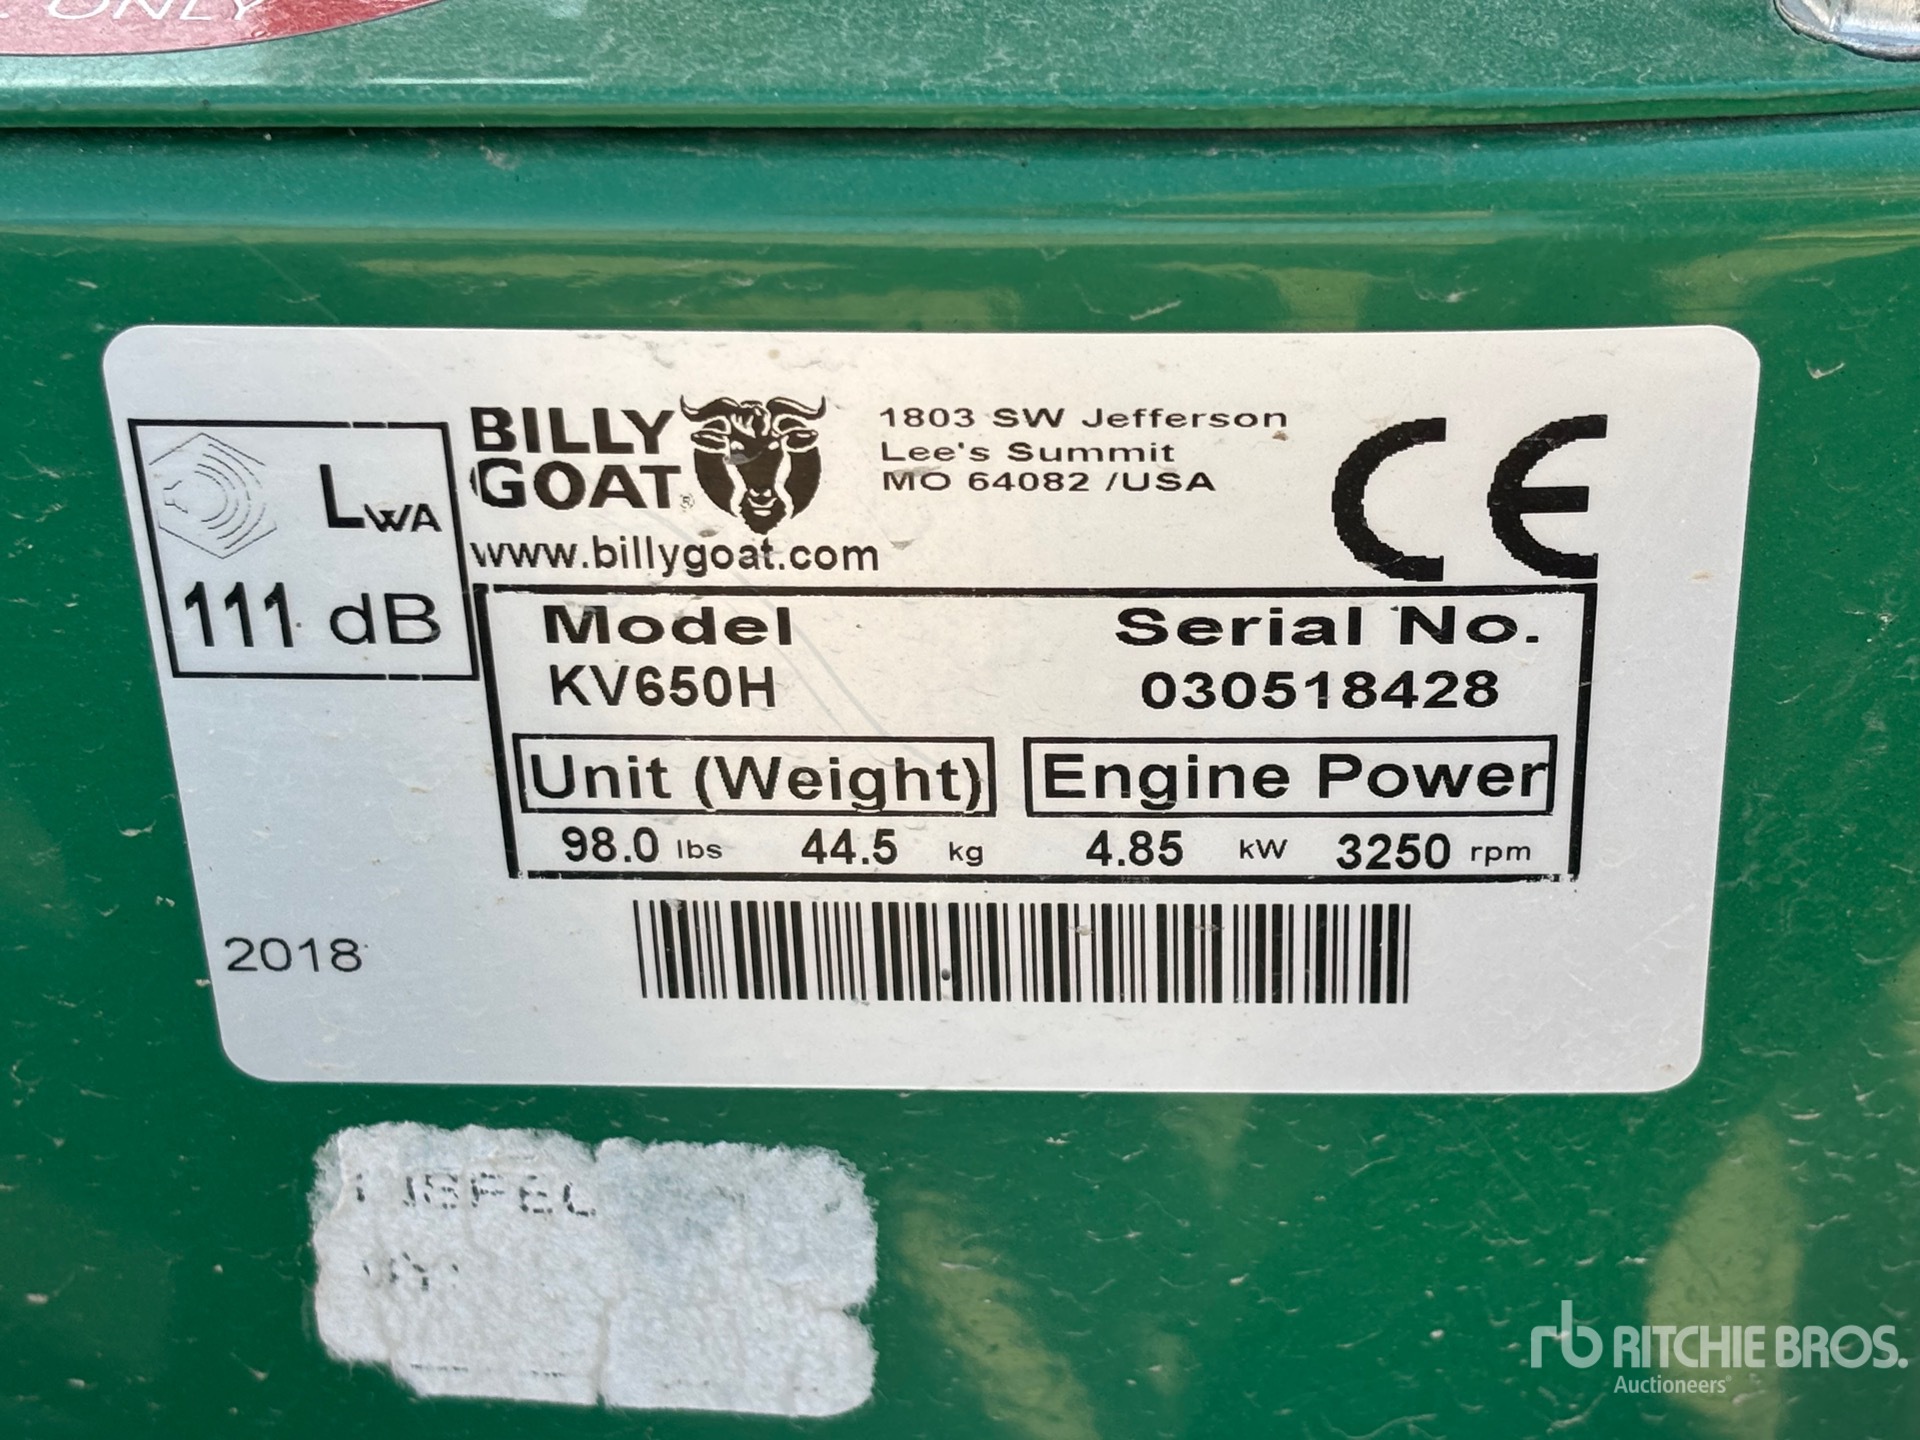 ONLY
LWA
111 dB
BILLY
GOAT®
www.billygoat.com
1803 SW Jefferson
Lee's Summit
MO 64082 /USA
CE
Model
KV650H
Serial No.
030518428
Unit (Weight)
98.0 lbs 44.5 kg
Engine Power
4.85 kW 3250 rpm
2018
rb RITCHIE BROS.
Auctioneers